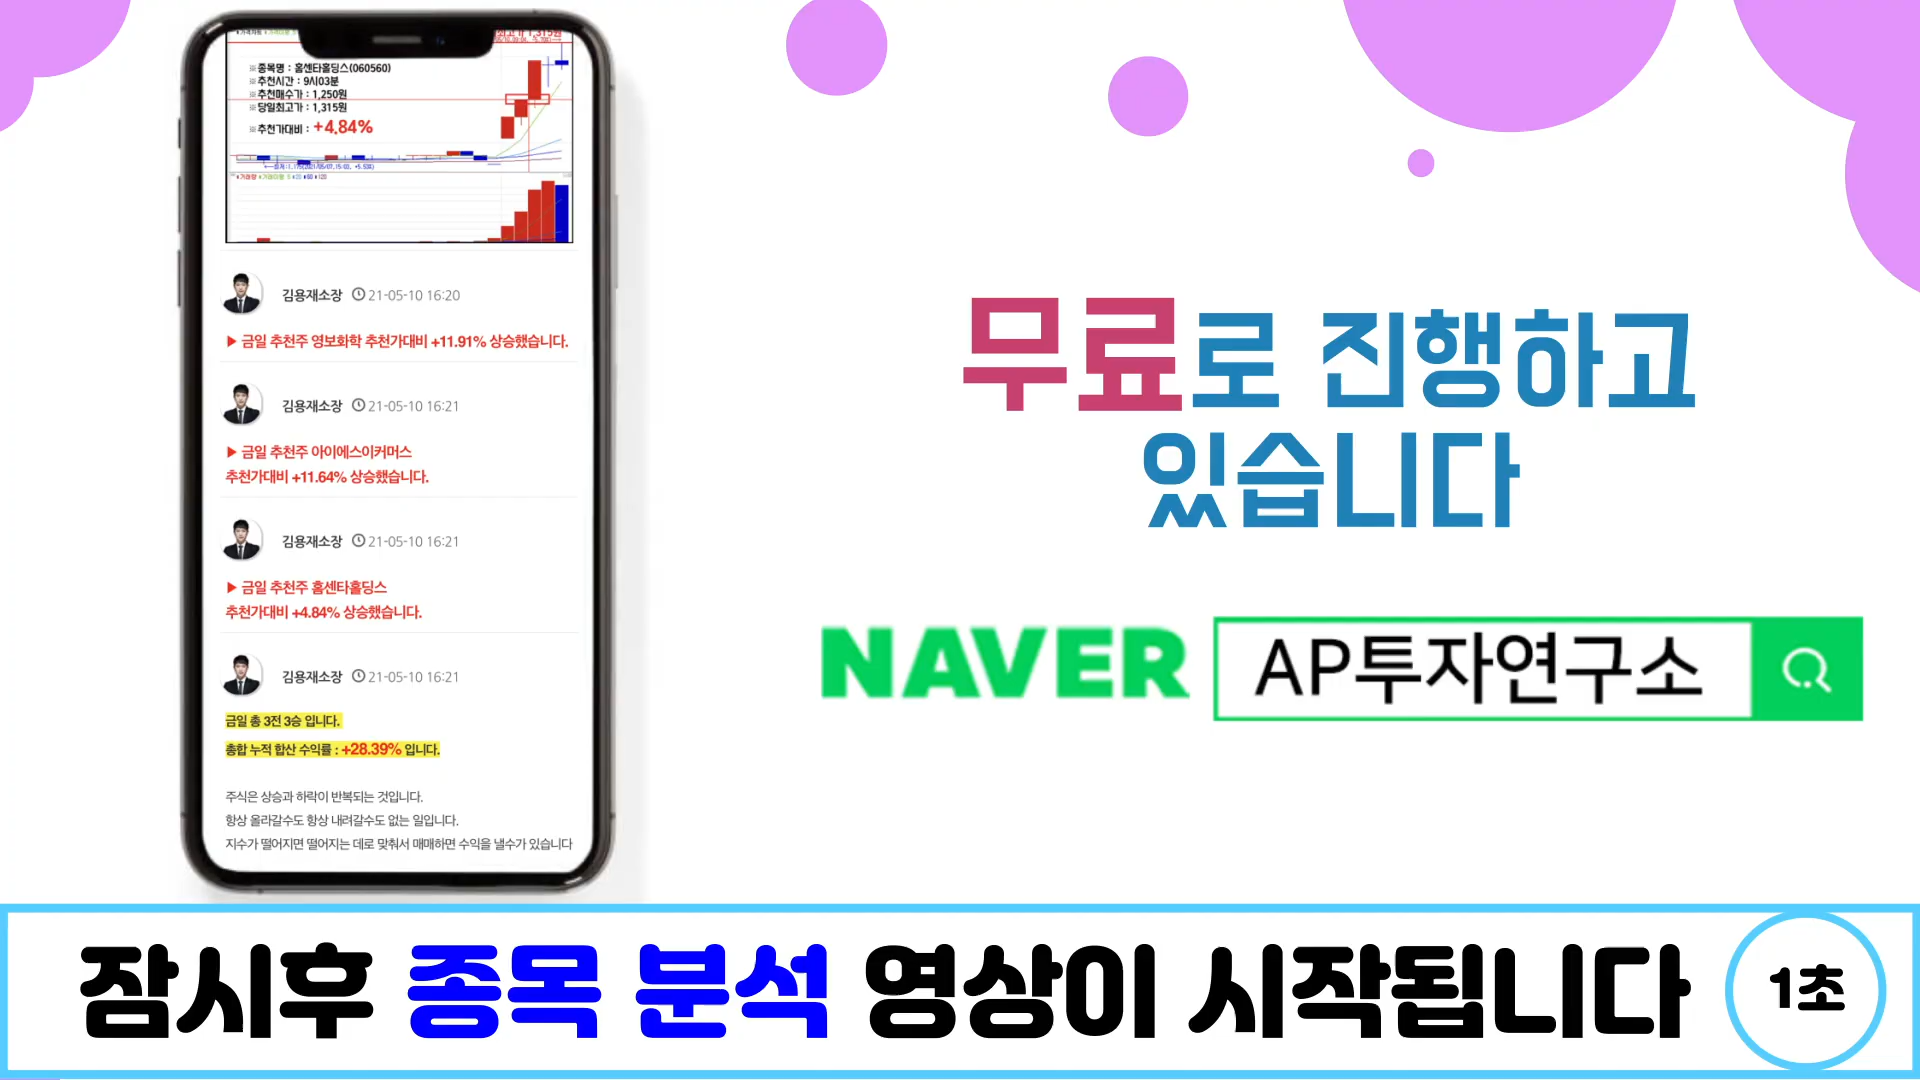 ※종목명 : 홈센타홀딩스(060560)
※추천시간 : 9시03분
※추천매수가 : 1,250원
※당일최고가 : 1,315원
※추천가대비 : +4.84%
김용재소장 21-05-10 16:20
▶ 금일 추천주 영보화학 추천가대비 +11.91% 상승했습니다.
김용재소장 21-05-10 16:21
▶ 금일 추천주 아이에스이커머스
추천가대비 +11.64% 상승했습니다.
김용재소장 21-05-10 16:21
▶ 금일 추천주 홈센타홀딩스
추천가대비 +4.84% 상승했습니다.
김용재소장 21-05-10 16:21
금일 총 3전 3승 입니다.
총합 누적 합산 수익률 : +28.39% 입니다.
주식은 상승과 하락이 반복되는 것입니다.
항상 올라갈수도 항상 내려갈수도 없는 일입니다.
지수가 떨어지면 떨어지는 데로 맞춰서 매매하면 수익을 낼수가 있습니다
무료로 진행하고
있습니다
NAVER AP투자연구소
잠시후 종목 분석 영상이 시작됩니다 1초